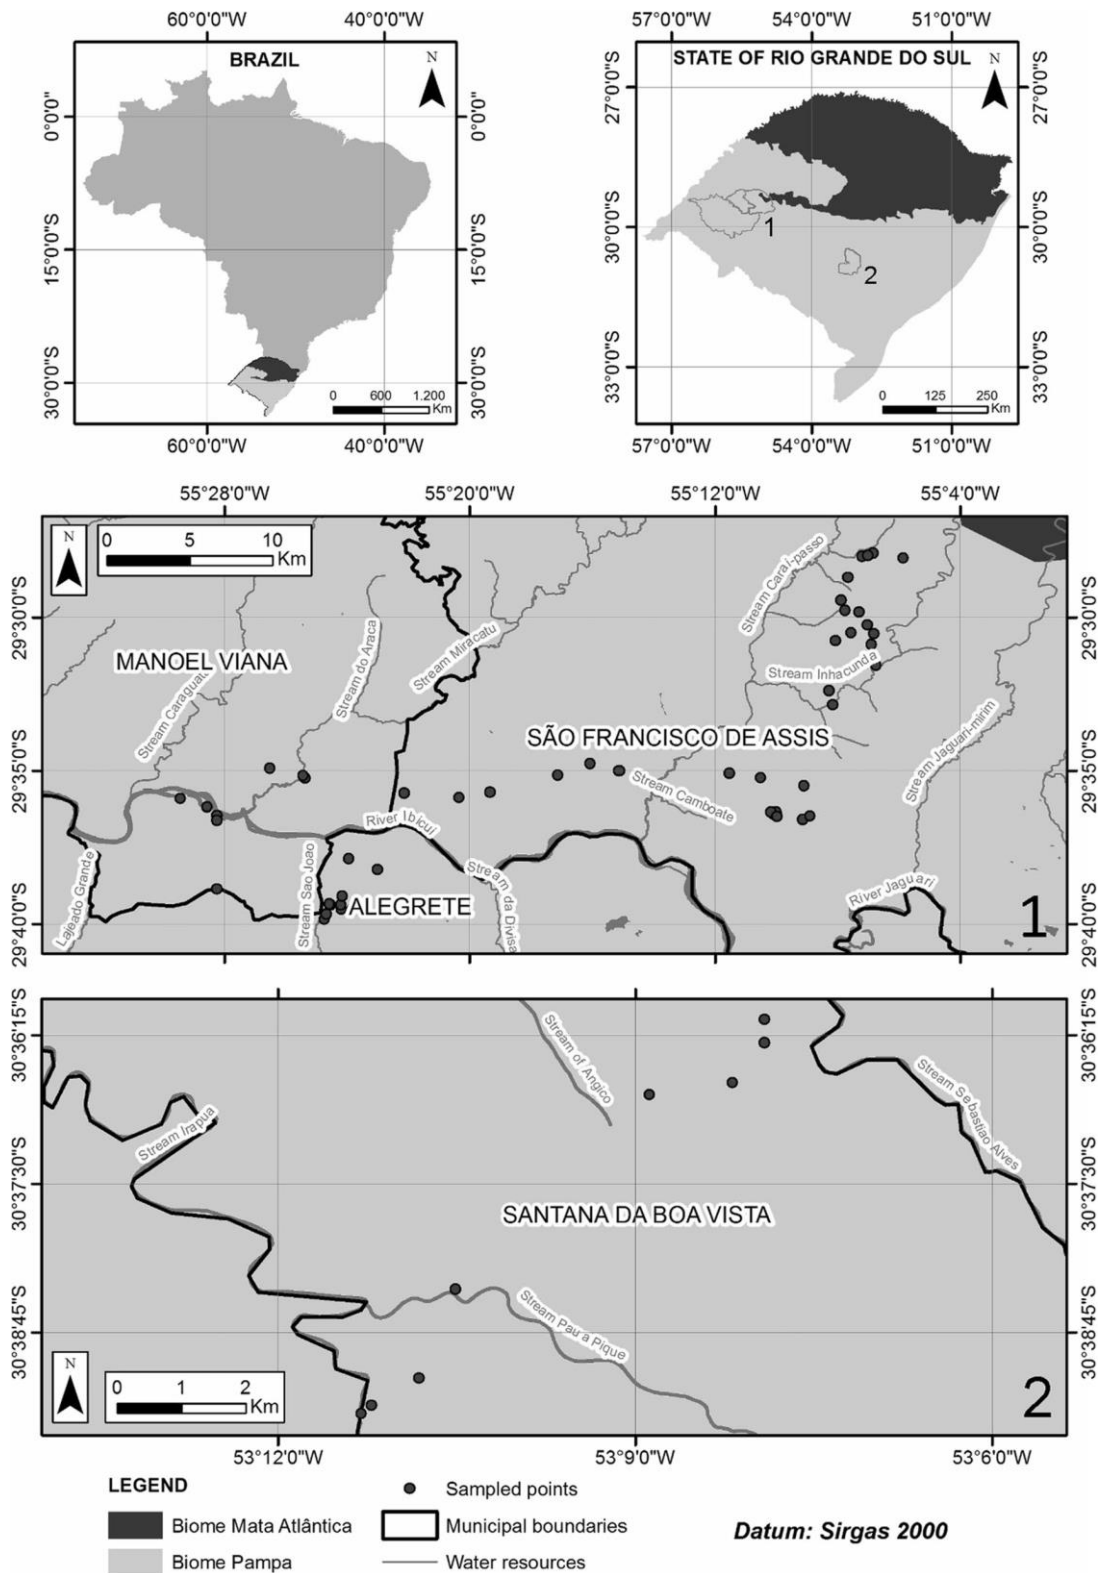 60°0'0"W 40°0'0"W
57°0'0"W 54°0'0"W 51°0'0"W
BRAZIL
N
STATE OF RIO GRANDE DO SUL
N
0°0'0"
15°0'0"S
30°0'0"S
0°0'0"
15°0'0"S
30°0'0"S
27°0'0"S
30°0'0"S
33°0'0"S
27°0'0"S
30°0'0"S
33°0'0"S
1
2
0 600 1.200
Km
0 125 250
Km
60°0'0"W 40°0'0"W
57°0'0"W 54°0'0"W 51°0'0"W
55°28'0"W 55°20'0"W 55°12'0"W 55°4'0"W
N
0 5 10
Km
29°30'0"S
29°35'0"S
29°40'0"S
29°30'0"S
29°35'0"S
29°40'0"S
MANOEL VIANA
Stream Caraguat
Stream do Araca
Stream Miracatu
Stream Carai-passo
Stream Inhacunda
SÃO FRANCISCO DE ASSIS
Stream Jaguari-mirim
Stream Camboate
River Ibicuí
River Jaguari
Lajeado Grande
Stream Sao Joao
ALEGRETE
Stream da Divisa
1
30°36'15"S
30°37'30"S
30°38'45"S
30°36'15"S
30°37'30"S
30°38'45"S
Stream of Angico
Stream Sebastiao Alves
Stream Irapua
SANTANA DA BOA VISTA
Stream Pau a Pique
N
0 1 2
Km
2
53°12'0"W 53°9'0"W 53°6'0"W
LEGEND
Biome Mata Atlântica
Biome Pampa
Sampled points
Municipal boundaries
Water resources
Datum: Sirgas 2000